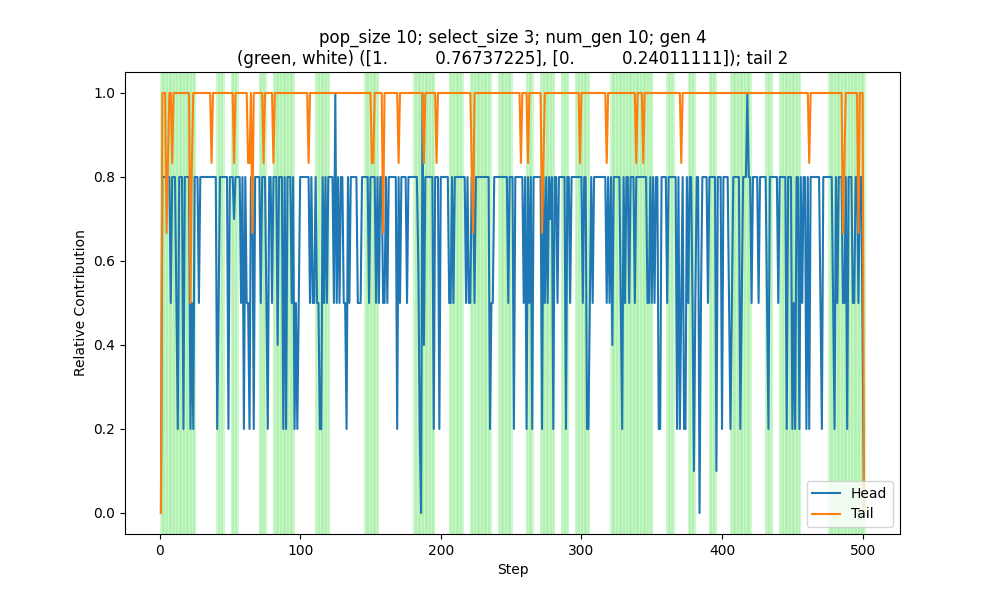 pop_size 10; select_size 3; num_gen 10; gen 4
(green, white) ([1. 0.76737225], [0. 0.24011111]); tail 2
1.0
0.8
0.6
0.4
0.2
0.0
Relative Contribution
Head
Tail
0 100 200 300 400 500
Step